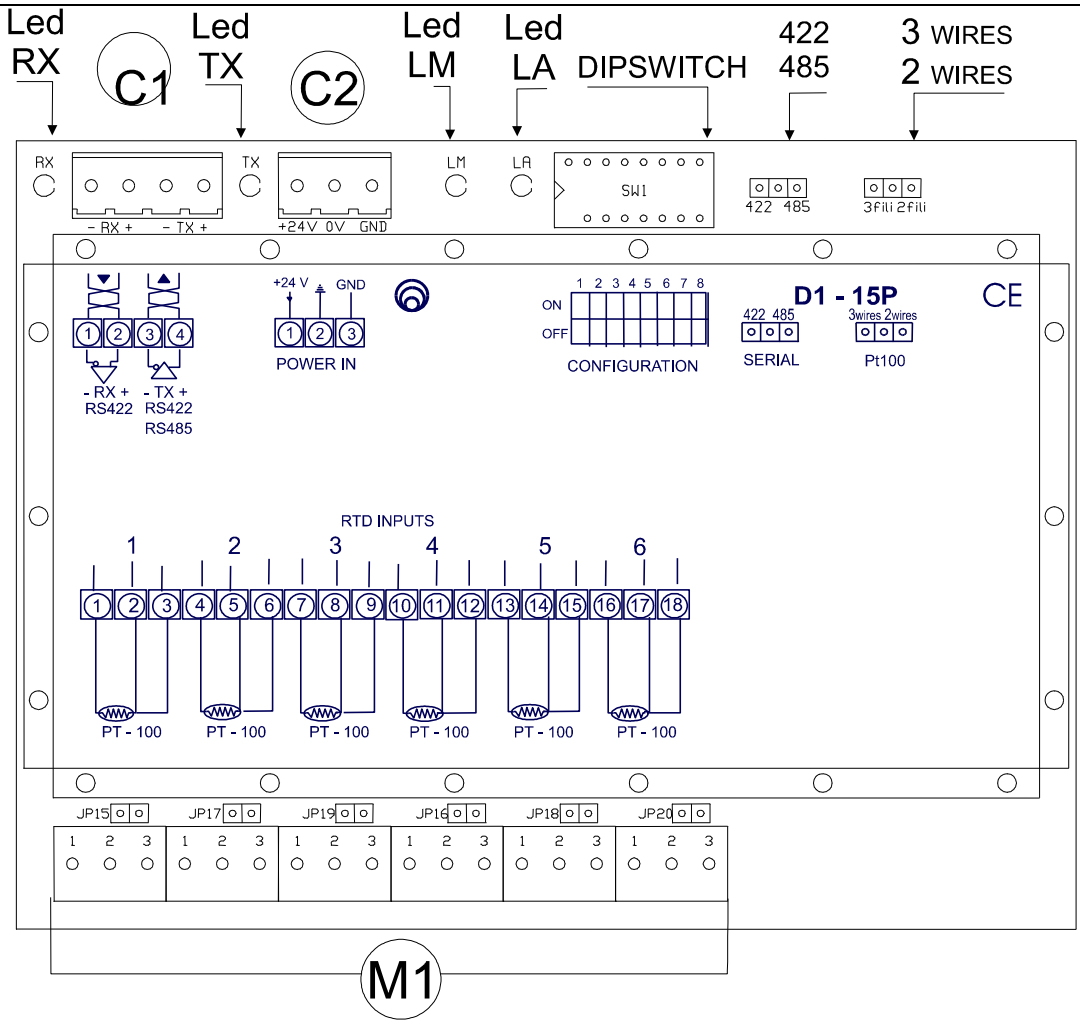 Led RX
C1
Led TX
C2
Led LM
Led LA
DIPSWITCH
422 485
3 WIRES
2 WIRES
RX
TX
LM
LA
SW1
- RX + - TX +
+24V 0V GND
422 485
3fili 2fili
+24 V GND
1 2 3 4 5 6 7 8
D1 - 15P
CE
ON
OFF
422 485
3wires 2wires
1 2 3 4
1 2 3
POWER IN
CONFIGURATION
SERIAL
Pt100
- RX + - TX +
RS422 RS422
RS485
RTD INPUTS
1 2 3 4 5 6
1 2 3 4 5 6 7 8 9 10 11 12 13 14 15 16 17 18
PT - 100 PT - 100 PT - 100 PT - 100 PT - 100 PT - 100
JP15 JP17 JP19 JP16 JP18 JP20
1 2 3 1 2 3 1 2 3 1 2 3 1 2 3 1 2 3
M1